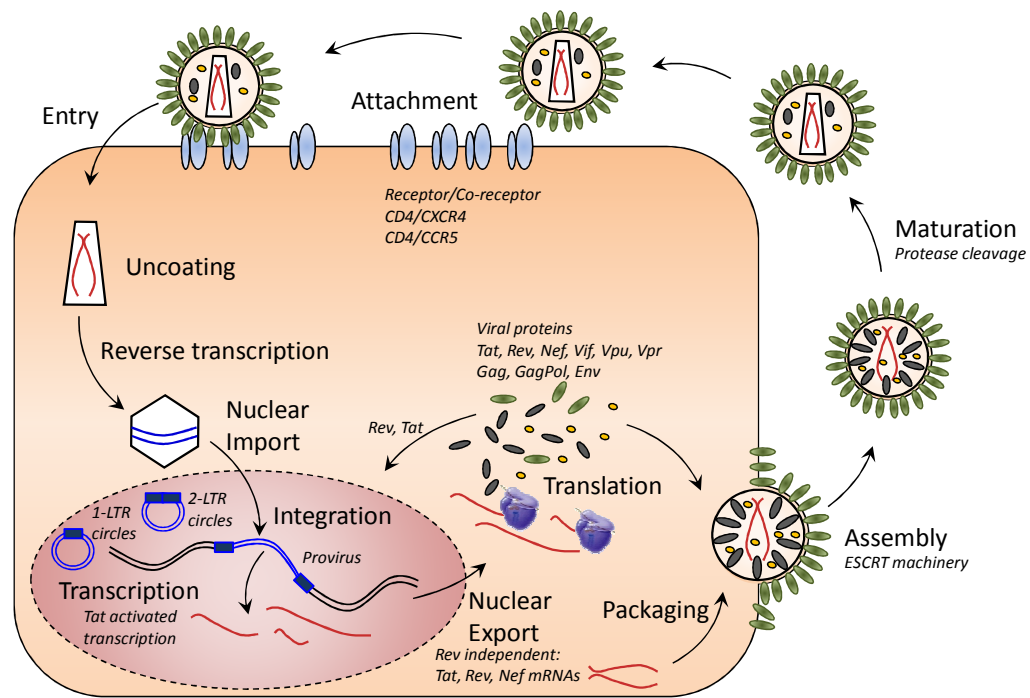 Entry
Attachment
Receptor/Co-receptor
CD4/CXCR4
CD4/CCR5
Maturation
Protease cleavage
Uncoating
Reverse transcription
Viral proteins
Tat, Rev, Nef, Vif, Vpu, Vpr
Gag, GagPol, Env
Nuclear
Import
Rev, Tat
Translation
2-LTR
circles
1-LTR
circles
Integration
Provirus
Assembly
ESCRT machinery
Transcription
Tat activated
transcription
Nuclear
Export
Rev independent:
Tat, Rev, Nef mRNAs
Packaging